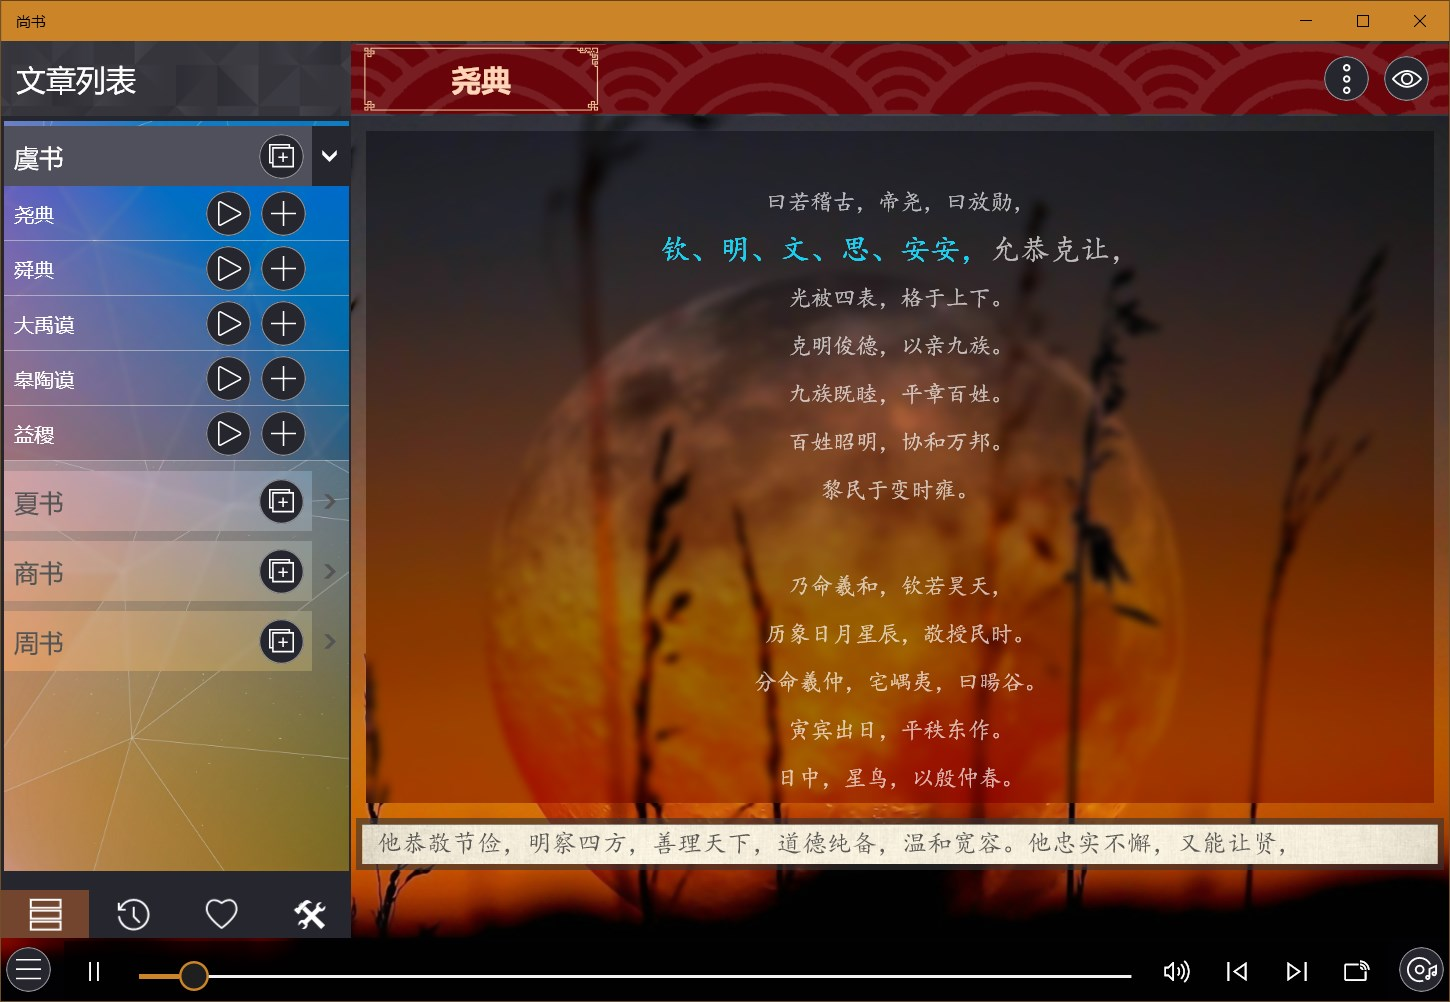 尚书
文章列表
尧典
虞书
尧典
舜典
大禹谟
皋陶谟
益稷
夏书
商书
周书
曰若稽古，帝尧，曰放勋，
钦、明、文、思、安安，允恭克让，
光被四表，格于上下。
克明俊德，以亲九族。
九族既睦，平章百姓。
百姓昭明，协和万邦。
黎民于变时雍。
乃命羲和，钦若昊天，
历象日月星辰，敬授民时。
分命羲仲，宅嵎夷，曰暘谷。
寅宾出日，平秩东作。
日中，星鸟，以殷仲春。
他恭敬节俭，明察四方，善理天下，道德纯备，温和宽容。他忠实不懈，又能让贤，